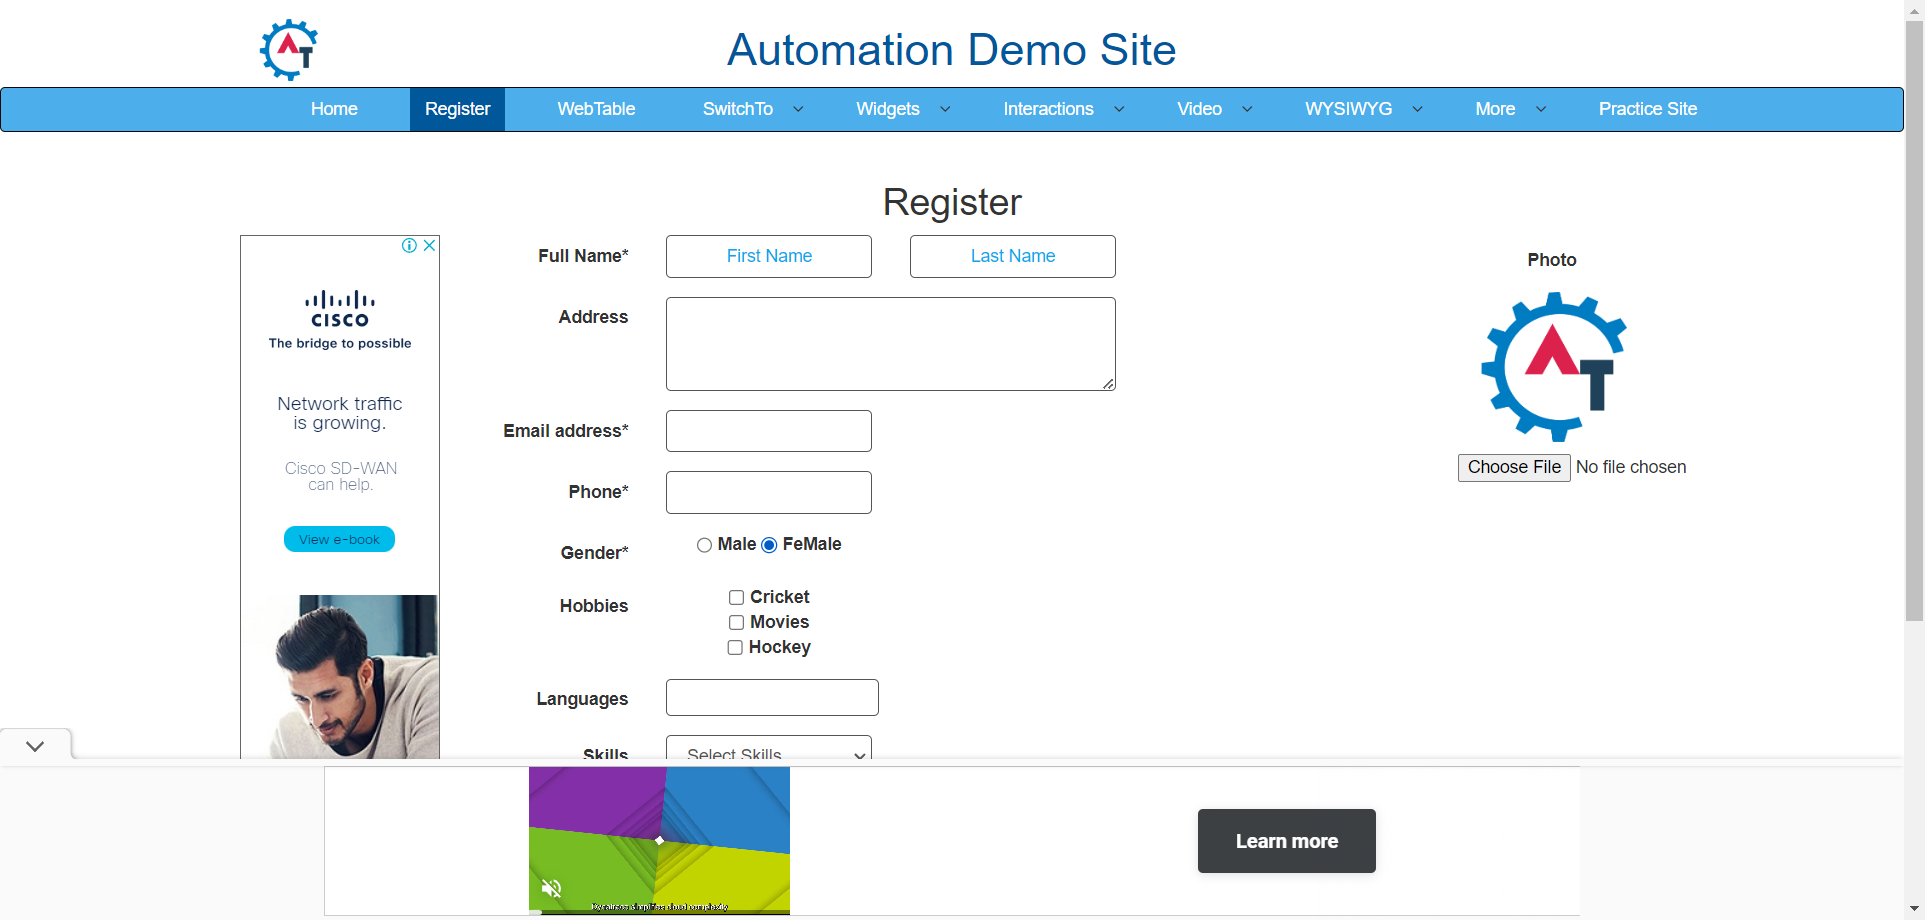 AT
Automation Demo Site
Home Register WebTable SwitchTo Widgets Interactions Video WYSIWYG More Practice Site
Register
CISCO
The bridge to possible
Network traffic
is growing.
Cisco SD-WAN
can help.
View e-book
Full Name* First Name Last Name
Address
Email address*
Phone*
Gender* Male FeMale
Hobbies Cricket
Movies
Hockey
Languages
Skills Select Skills
Photo
AT
Choose File No file chosen
Learn more